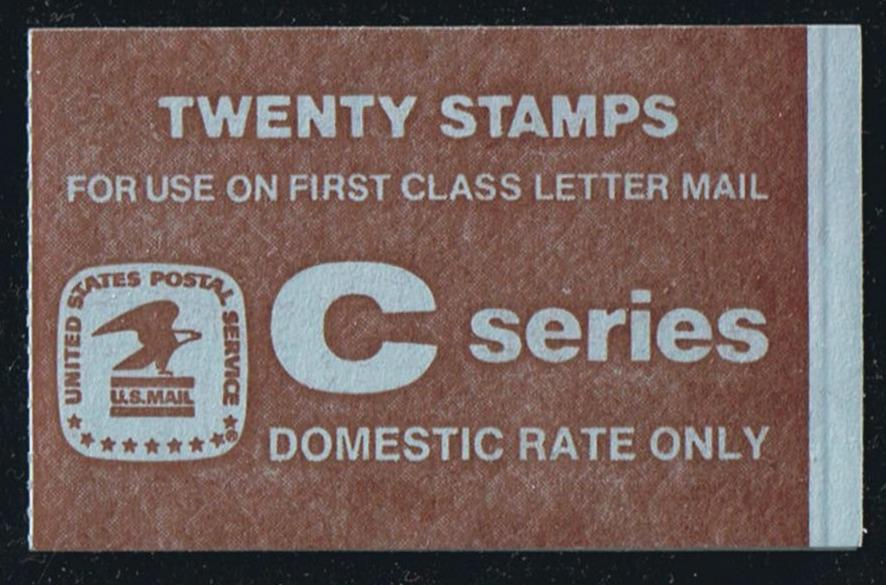 TWENTY STAMPS
FOR USE ON FIRST CLASS LETTER MAIL
UNITED STATES POSTAL SERVICE
U.S.MAIL
®
C series
DOMESTIC RATE ONLY